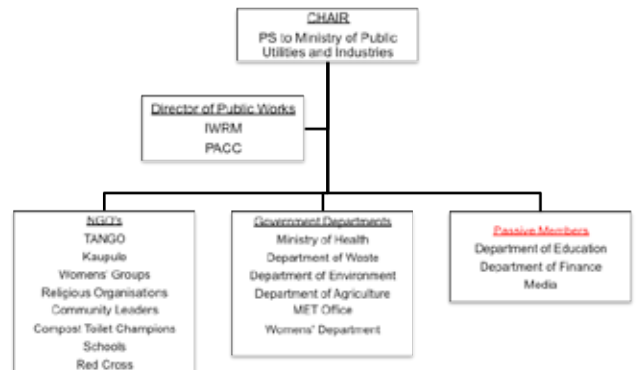 CHAIR
PS to Ministry of Public
Utilities and Industries
Director of Public Works
IWRM
PACC
NGO's
TANGO
Kaupule
Womens' Groups
Religious Organisations
Community Leaders
Compost Toilet Champions
Schools
Red Cross
Government Departments
Ministry of Health
Department of Waste
Department of Environment
Department of Agriculture
MET Office
Womens' Department
Passive Members
Department of Education
Department of Finance
Media